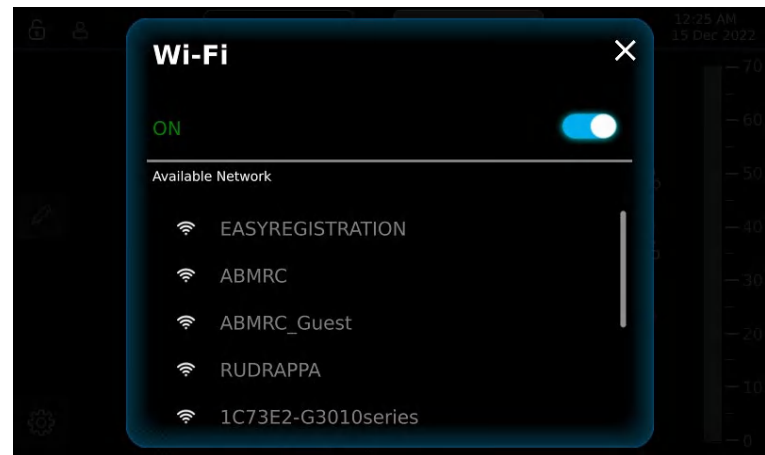 12:25 AM
15 Dec 2022
Wi-Fi
ON
Available Network
EASYREGISTRATION
ABMRC
ABMRC_Guest
RUDRAPPA
1C73E2-G3010series
70
60
50
40
30
20
10
0